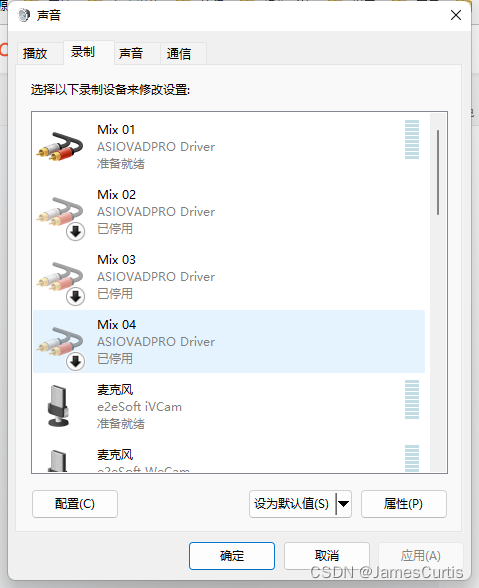 声音
播放
录制
声音
通信
选择以下录制设备来修改设置:
Mix 01
ASIOVADPRO Driver
准备就绪
Mix 02
ASIOVADPRO Driver
已停用
Mix 03
ASIOVADPRO Driver
已停用
Mix 04
ASIOVADPRO Driver
已停用
麦克风
e2eSoft iVCam
准备就绪
麦克风
e2eSoft WeCam
配置(C)
设为默认值(S)
属性(P)
确定
取消
应用(A)
CSDN @JamesCurtis